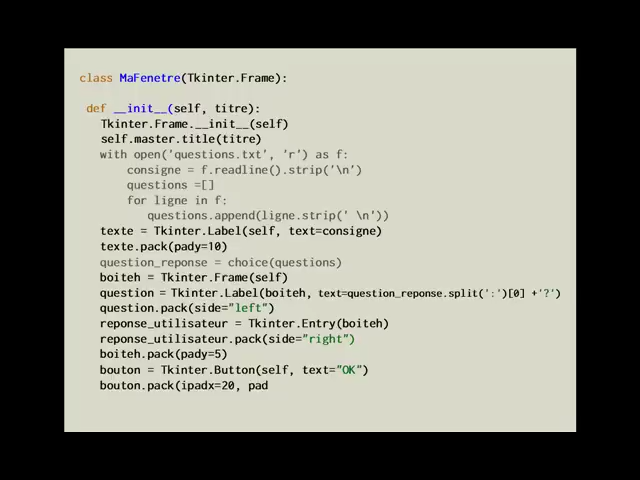 class MaFenetre(Tkinter.Frame):
def __init__(self, titre):
Tkinter.Frame.__init__(self)
self.master.title(titre)
with open('questions.txt', 'r') as f:
consigne = f.readline().strip('\n')
questions =[]
for ligne in f:
questions.append(ligne.strip(' \n'))
texte = Tkinter.Label(self, text=consigne)
texte.pack(pady=10)
question_reponse = choice(questions)
boiteh = Tkinter.Frame(self)
question = Tkinter.Label(boiteh, text=question_reponse.split(':')[0] +'?')
question.pack(side="left")
reponse_utilisateur = Tkinter.Entry(boiteh)
reponse_utilisateur.pack(side="right")
boiteh.pack(pady=5)
bouton = Tkinter.Button(self, text="OK")
bouton.pack(ipadx=20, pad